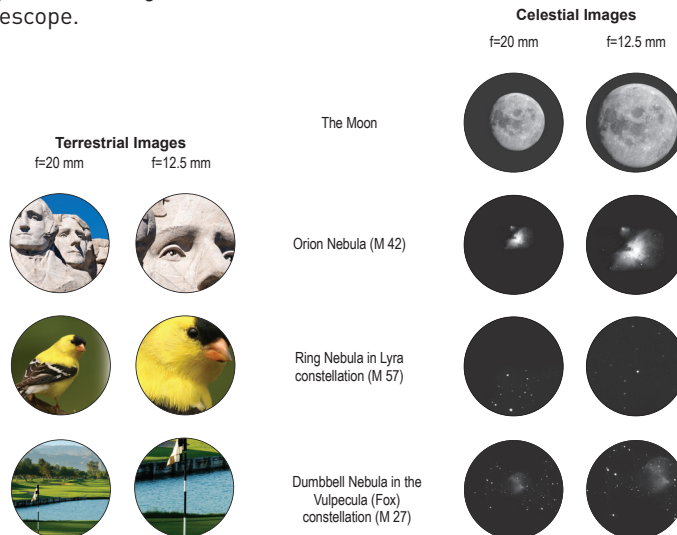 escope.
Terrestrial Images
f=20 mm f=12.5 mm
Celestial Images
f=20 mm f=12.5 mm
The Moon
Orion Nebula (M 42)
Ring Nebula in Lyra
constellation (M 57)
Dumbbell Nebula in the
Vulpecula (Fox)
constellation (M 27)